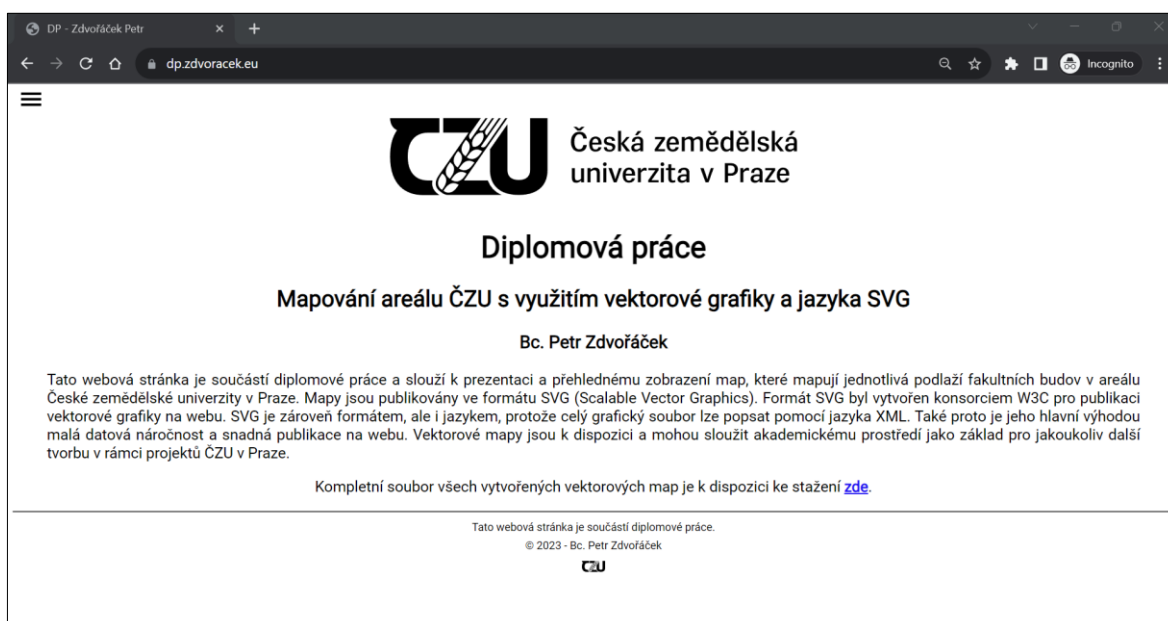 DP - Zdvořáček Petr
dp.zdvoracek.eu
Incognito
ČZU
Česká zemědělská
univerzita v Praze
Diplomová práce
Mapování areálu ČZU s využitím vektorové grafiky a jazyka SVG
Bc. Petr Zdvořáček
Tato webová stránka je součástí diplomové práce a slouží k prezentaci a přehlednému zobrazení map, které mapují jednotlivá podlaží fakultních budov v areálu
České zemědělské univerzity v Praze. Mapy jsou publikovány ve formátu SVG (Scalable Vector Graphics). Formát SVG byl vytvořen konsorciem W3C pro publikaci
vektorové grafiky na webu. SVG je zároveň formátem, ale i jazykem, protože celý grafický soubor lze popsat pomocí jazyka XML. Také proto je jeho hlavní výhodou
malá datová náročnost a snadná publikace na webu. Vektorové mapy jsou k dispozici a mohou sloužit akademickému prostředí jako základ pro jakoukoliv další
tvorbu v rámci projektů ČZU v Praze.
Kompletní soubor všech vytvořených vektorových map je k dispozici ke stažení zde.
Tato webová stránka je součástí diplomové práce.
© 2023 - Bc. Petr Zdvořáček
ČZU